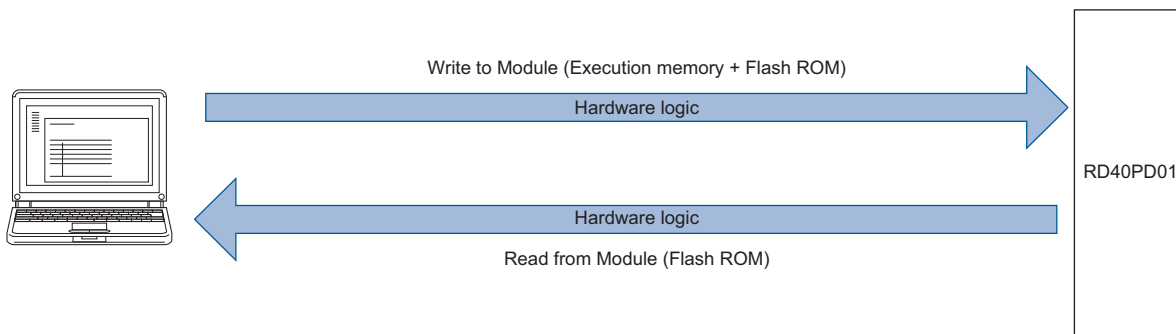 Write to Module (Execution memory + Flash ROM)
Hardware logic
RD40PD01
Hardware logic
Read from Module (Flash ROM)